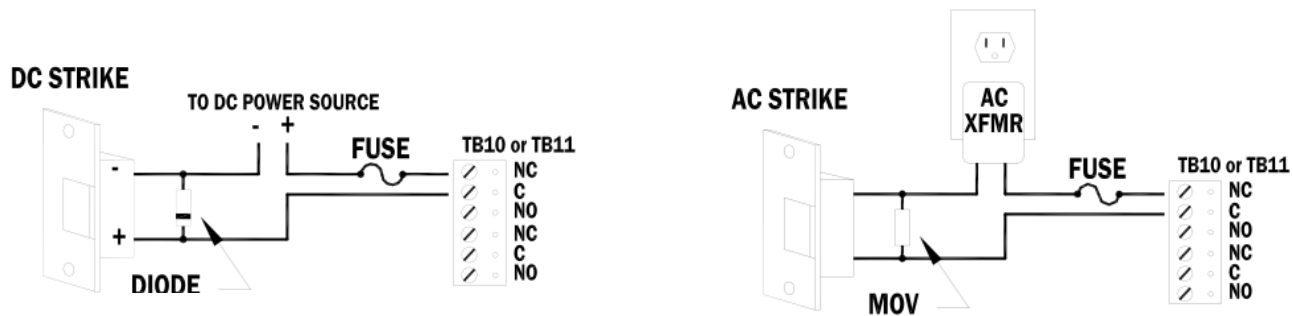 DC STRIKE
TO DC POWER SOURCE
- +
FUSE
TB10 or TB11
-
+
NC
C
NO
NC
C
NO
DIODE
AC STRIKE
AC
XFMR
FUSE
TB10 or TB11
NC
C
NO
NC
C
NO
MOV